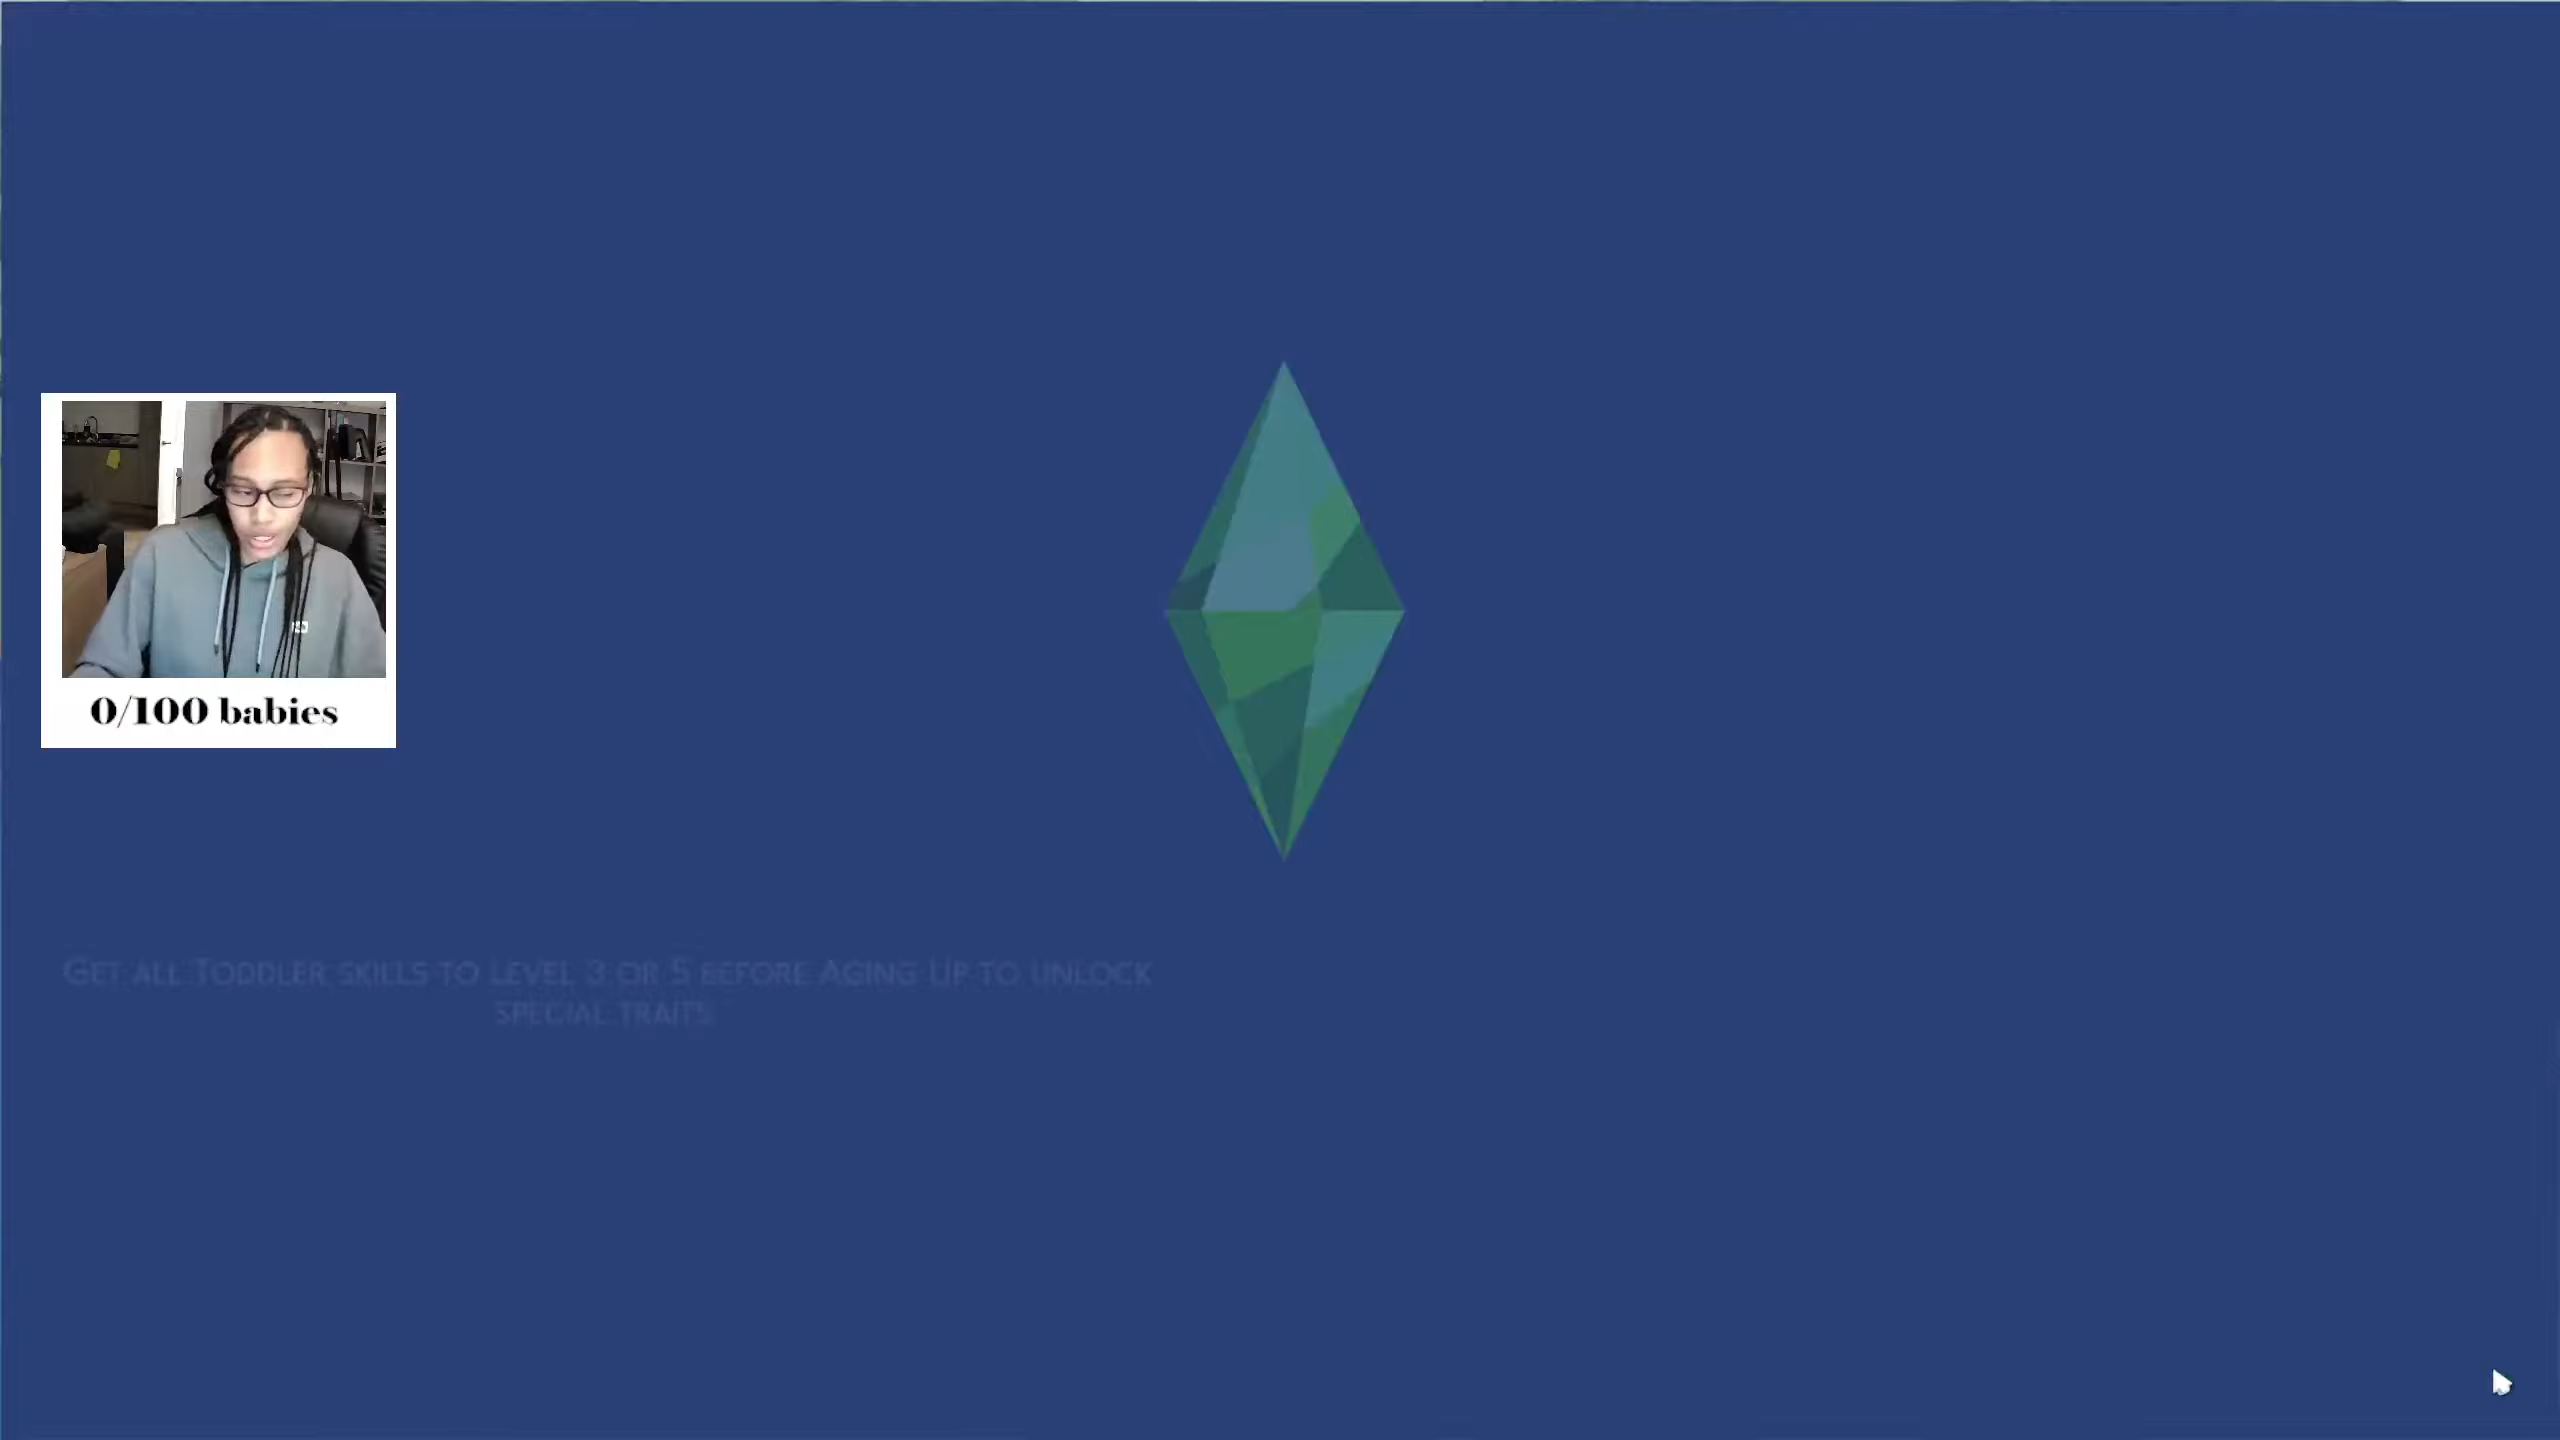 0/100 babies
GET ALL TODDLER SKILLS TO LEVEL 3 OR 5 BEFORE AGING UP TO UNLOCK
SPECIAL TRAITS